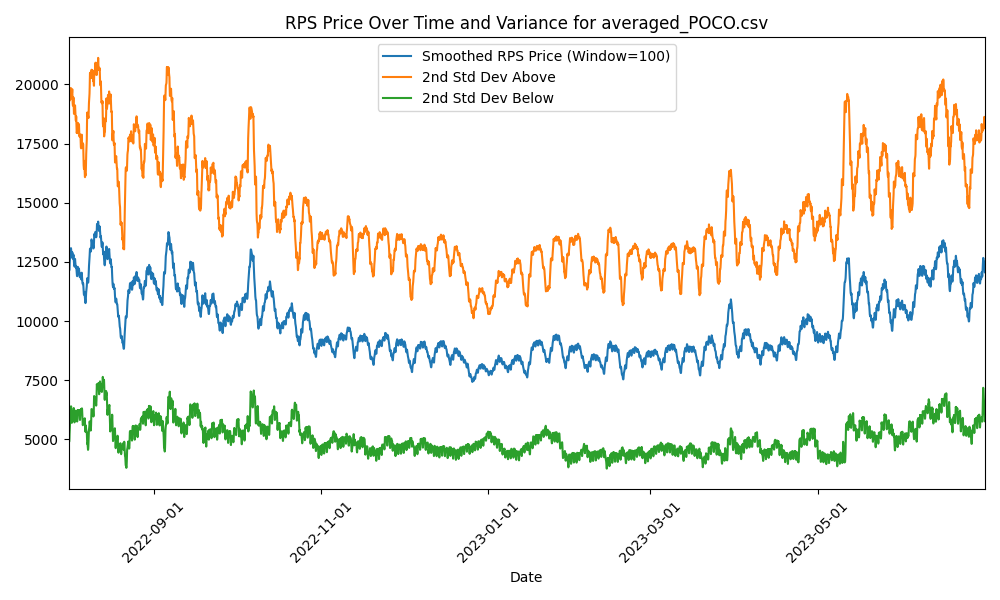 RPS Price Over Time and Variance for averaged_POCO.csv
Smoothed RPS Price (Window=100)
2nd Std Dev Above
2nd Std Dev Below
20000
17500
15000
12500
10000
7500
5000
2022-09-01
2022-11-01
2023-01-01
2023-03-01
2023-05-01
Date